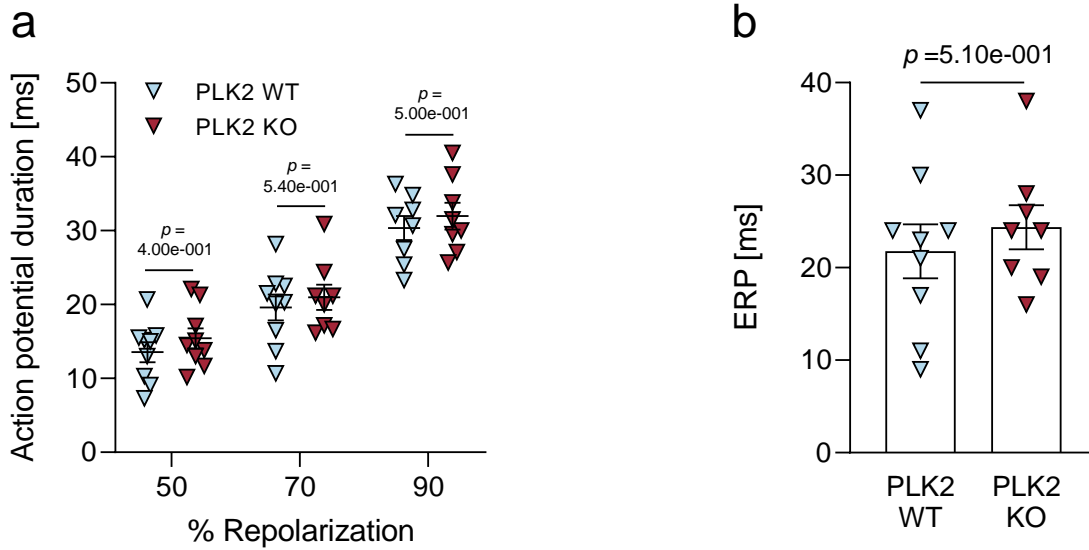 a
Action potential duration [ms]
50
40
30
20
10
0
PLK2 WT
PLK2 KO
p =
4.00e-001
p =
5.40e-001
p =
5.00e-001
50
70
90
% Repolarization
b
p =5.10e-001
ERP [ms]
40
30
20
10
0
PLK2
WT
PLK2
KO